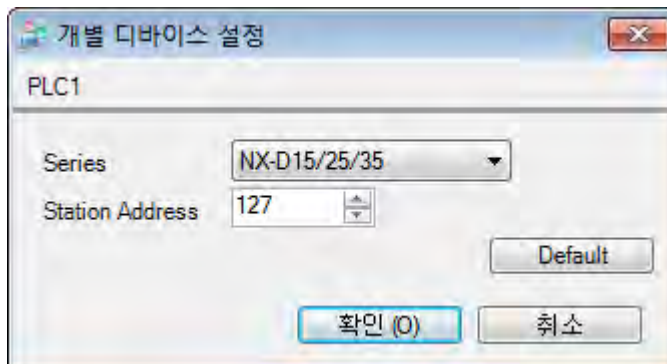 개별 디바이스 설정
PLC1
Series NX-D15/25/35
Station Address 127
Default
확인 (O) 취소